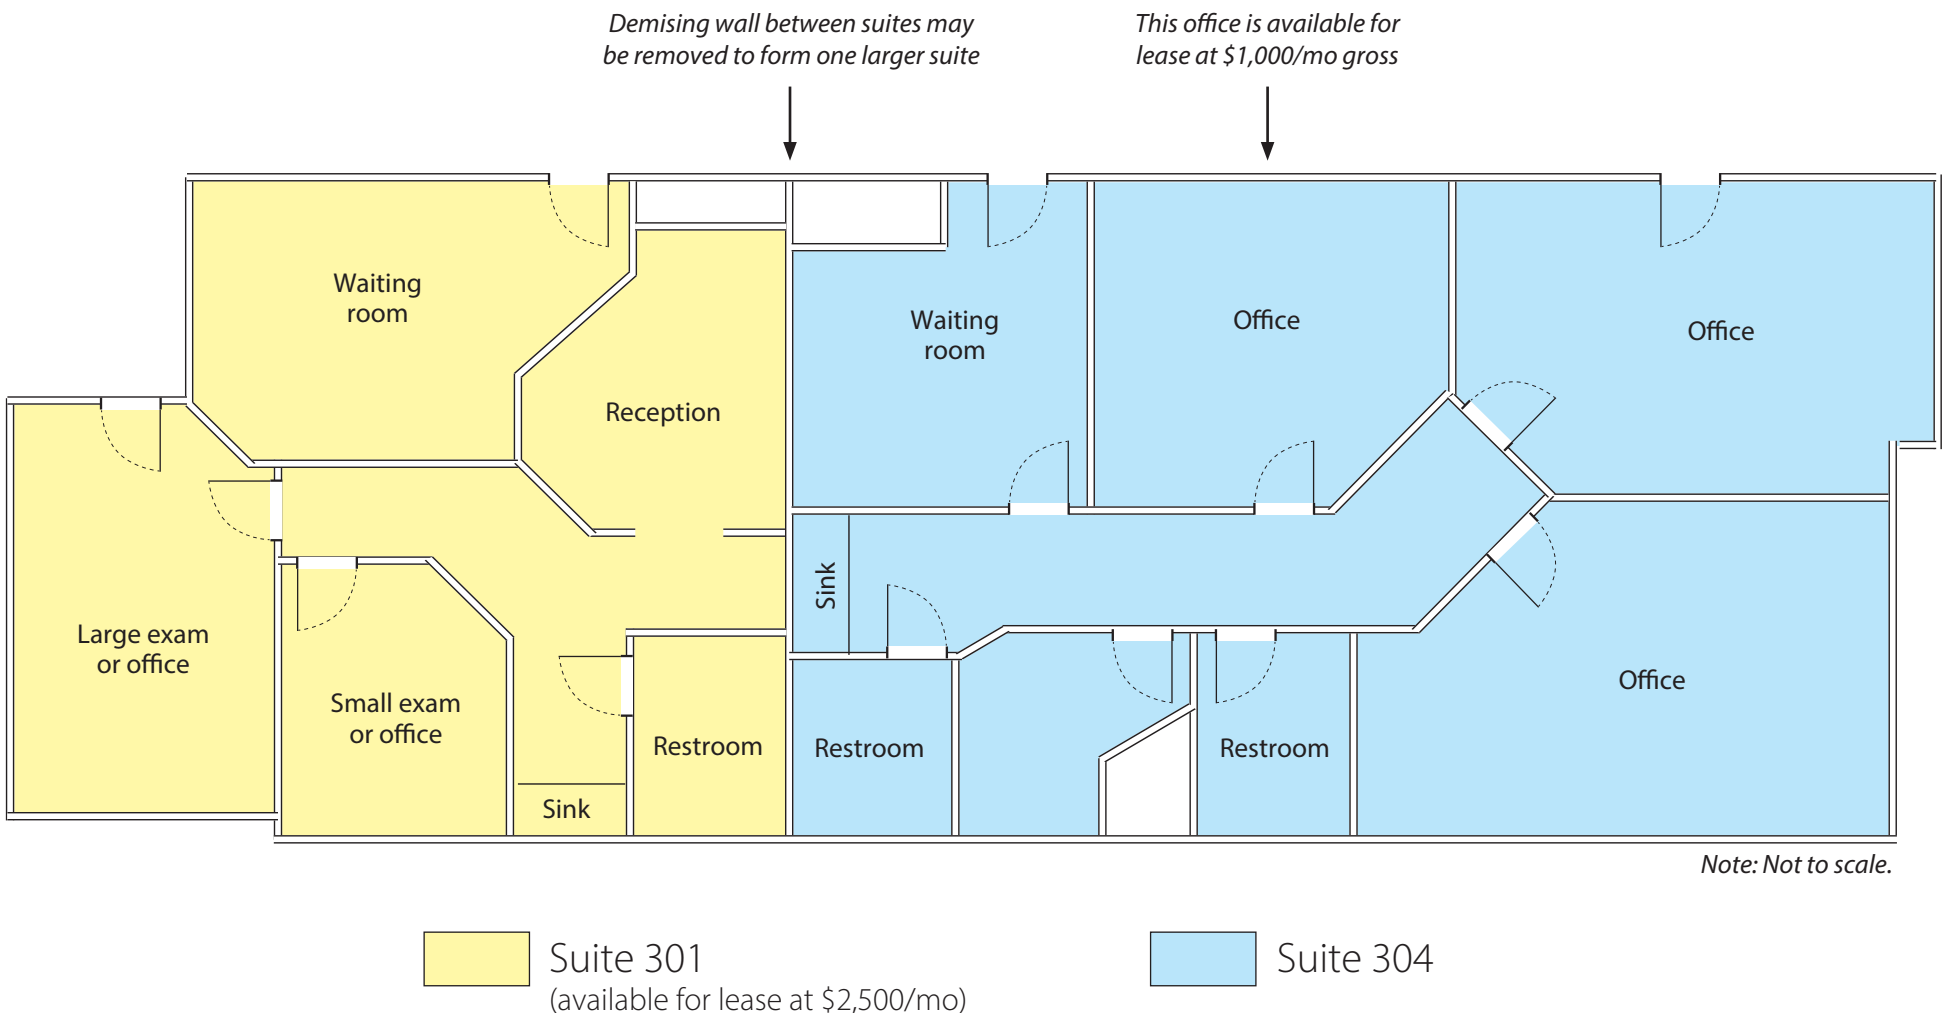 Demising wall between suites may
be removed to form one larger suite
This office is available for
lease at $1,000/mo gross
Waiting
room
Reception
Large exam
or office
Small exam
or office
Sink
Restroom
Waiting
room
Office
Office
Sink
Restroom
Restroom
Office
Note: Not to scale.
Suite 301
(available for lease at $2,500/mo)
Suite 304